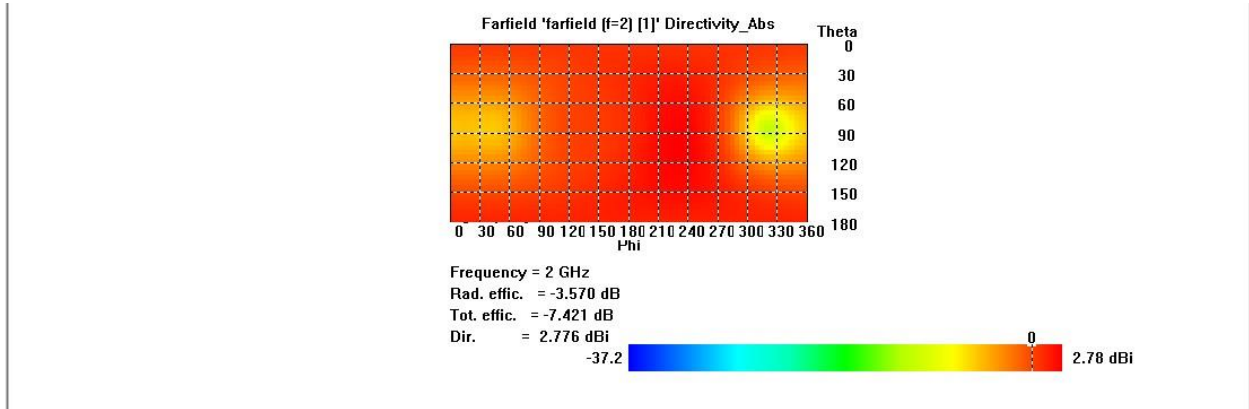 Farfield 'farfield (f=2) [1]' Directivity_Abs
Theta
0
30
60
90
120
150
180
0 30 60 90 120 150 180 210 240 270 300 330 360
Phi
Frequency = 2 GHz
Rad. effic. = -3.570 dB
Tot. effic. = -7.421 dB
Dir. = 2.776 dBi
0
-37.2 2.78 dBi